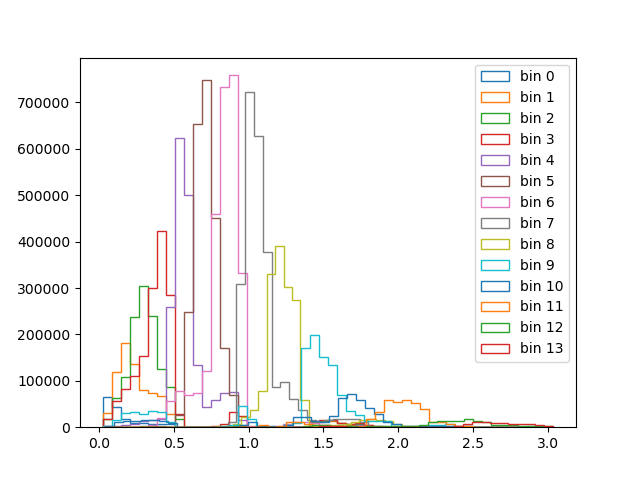 700000
600000
500000
400000
300000
200000
100000
0
0.0 0.5 1.0 1.5 2.0 2.5 3.0
bin 0
bin 1
bin 2
bin 3
bin 4
bin 5
bin 6
bin 7
bin 8
bin 9
bin 10
bin 11
bin 12
bin 13